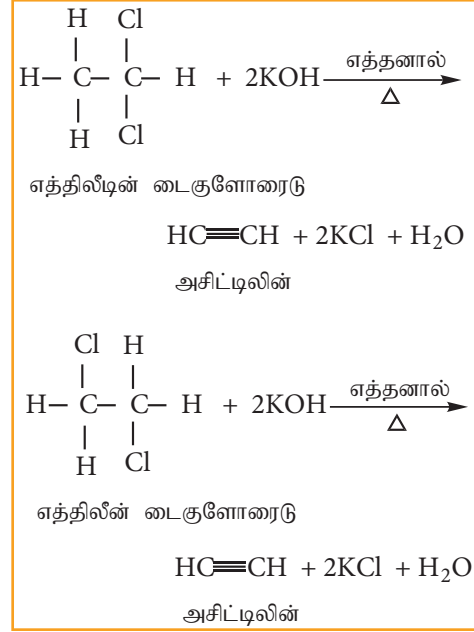 H Cl
எத்தனால்
H– C – C– H + 2KOH ⟶
△
H Cl
எத்திலீடின் டைகுளோரைடு
HC≡CH + 2KCl + H₂O
அசிட்டிலின்
Cl H
எத்தனால்
H– C – C– H + 2KOH ⟶
△
H Cl
எத்திலீன் டைகுளோரைடு
HC≡CH + 2KCl + H₂O
அசிட்டிலின்